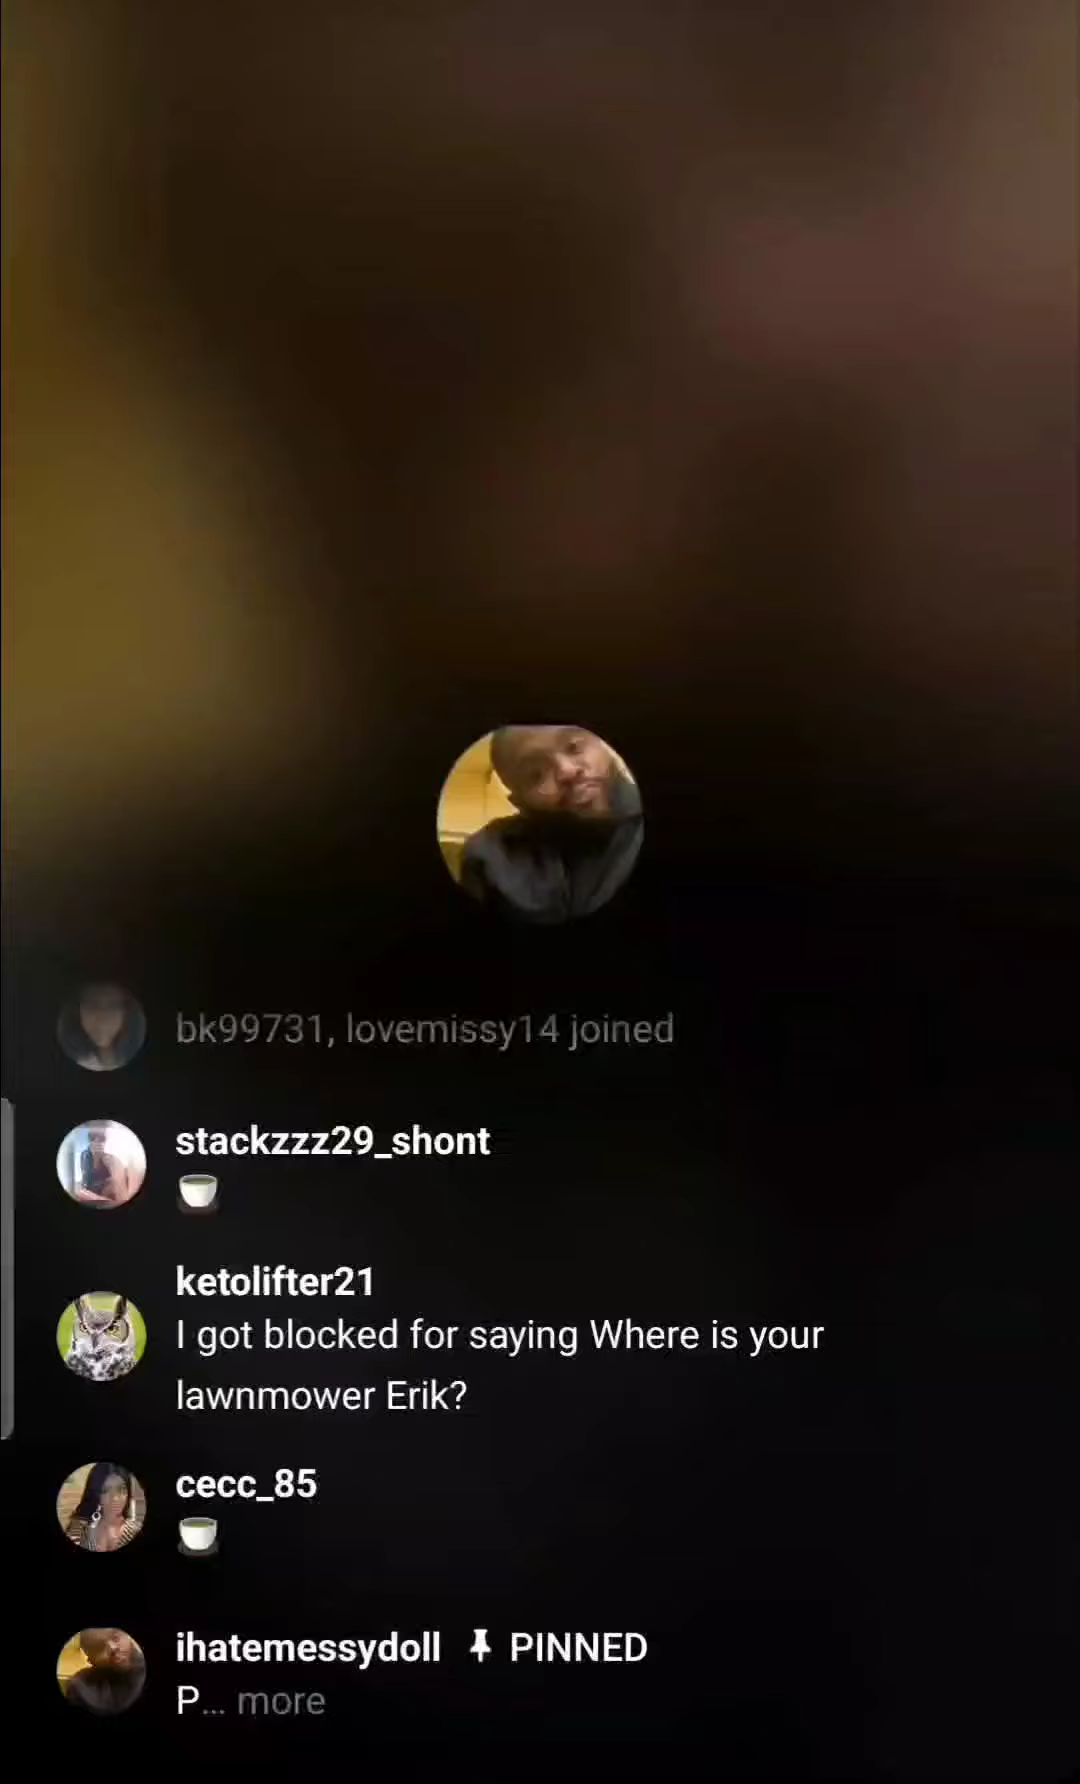 bk99731, lovemissy14 joined
stackzzz29_shont
🍵
ketolifter21
I got blocked for saying Where is your
lawnmower Erik?
cecc_85
🍵
ihatemessydoll 📌 PINNED
P... more